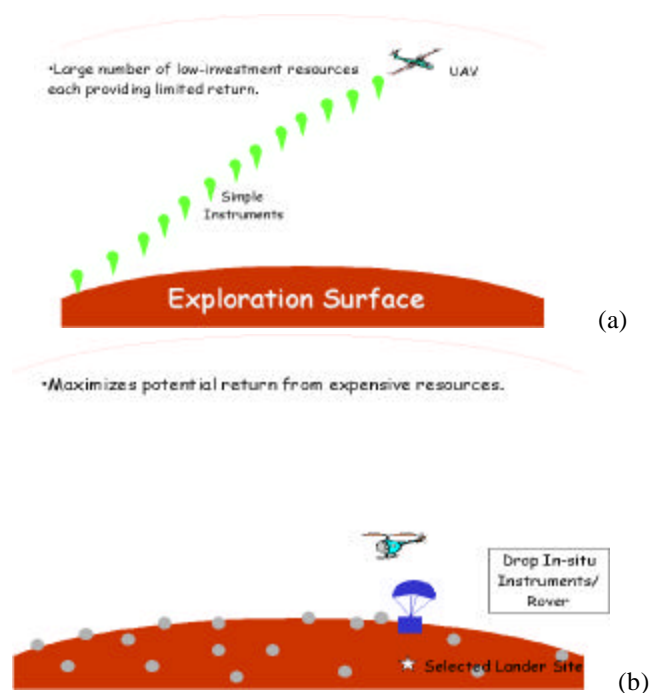 •Large number of low-investment resources
each providing limited return.
UAV
Simple
Instruments
Exploration Surface
(a)
•Maximizes potential return from expensive resources.
Drop In-situ
Instruments/
Rover
Selected Lander Site
(b)